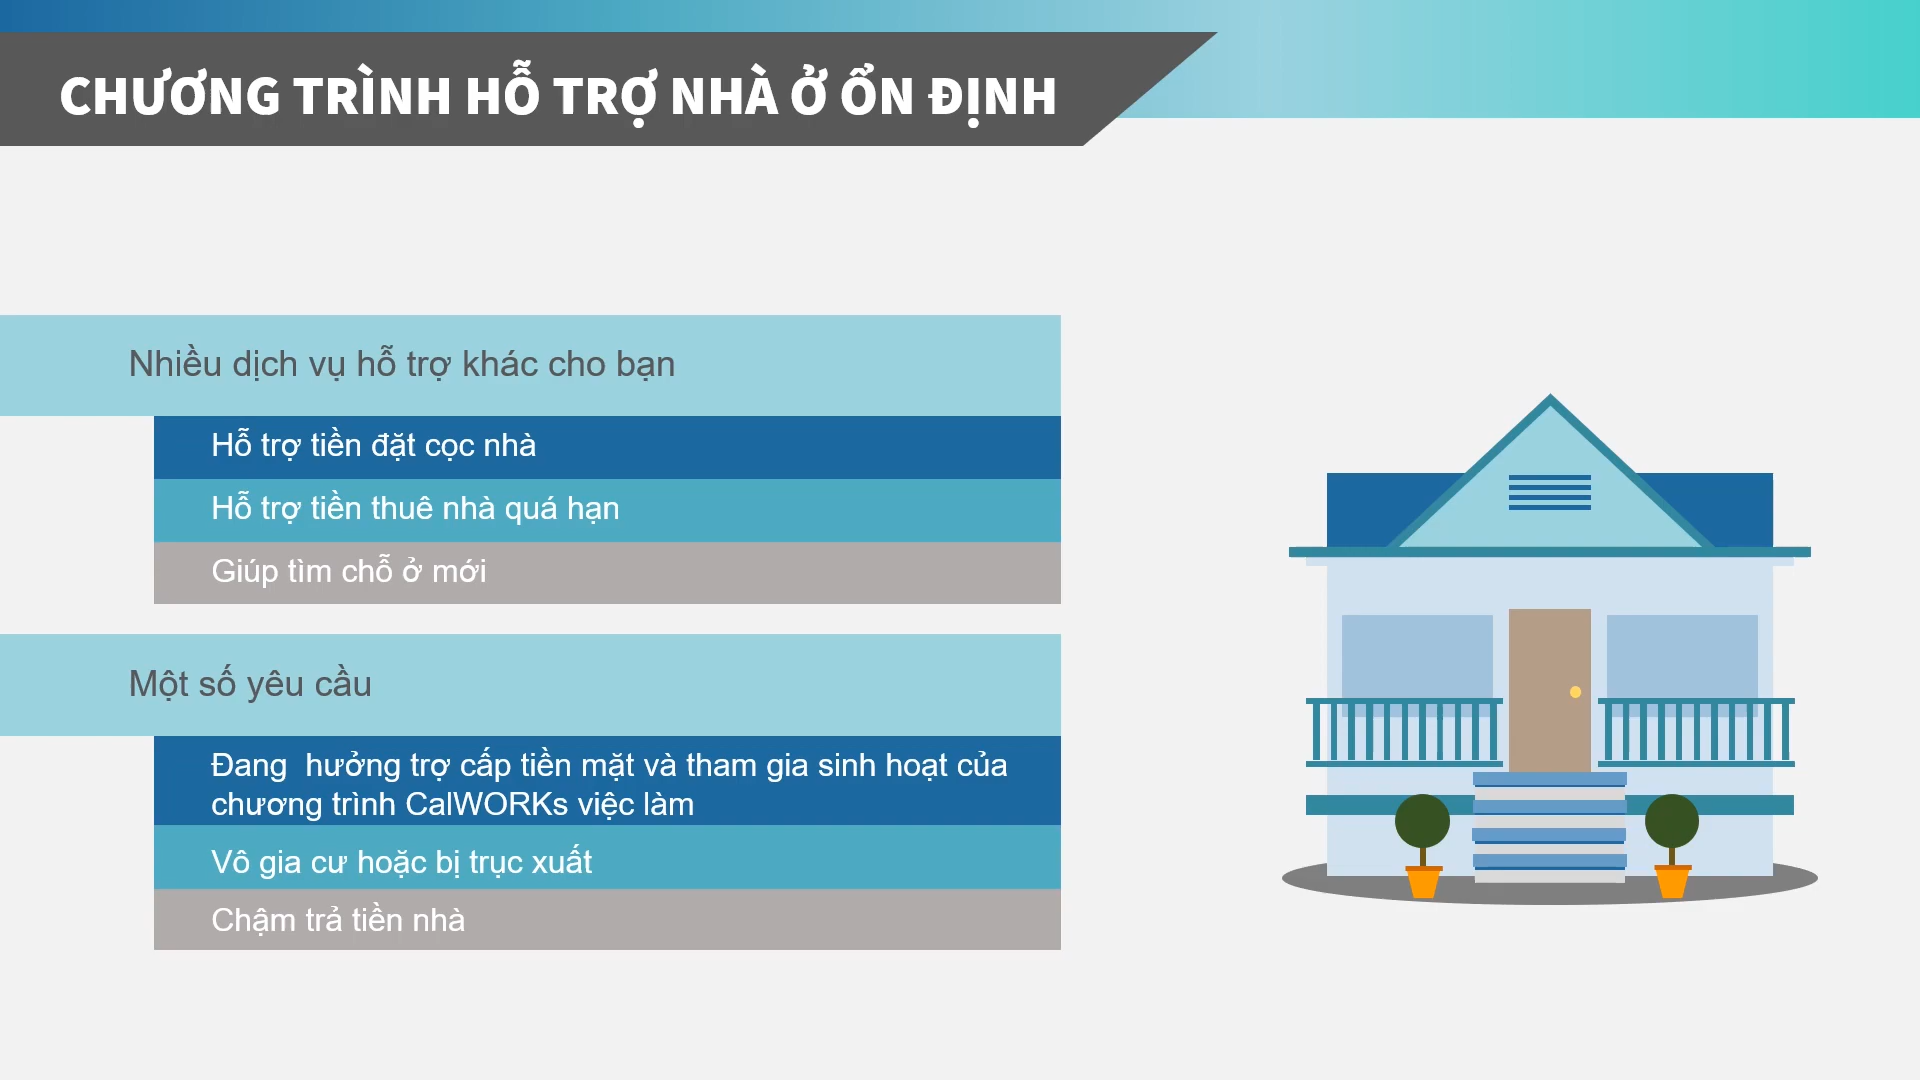 CHƯƠNG TRÌNH HỖ TRỢ NHÀ Ở ỔN ĐỊNH
Nhiều dịch vụ hỗ trợ khác cho bạn
Hỗ trợ tiền đặt cọc nhà
Hỗ trợ tiền thuê nhà quá hạn
Giúp tìm chỗ ở mới
Một số yêu cầu
Đang  hưởng trợ cấp tiền mặt và tham gia sinh hoạt của
chương trình CalWORKs việc làm
Vô gia cư hoặc bị trục xuất
Chậm trả tiền nhà